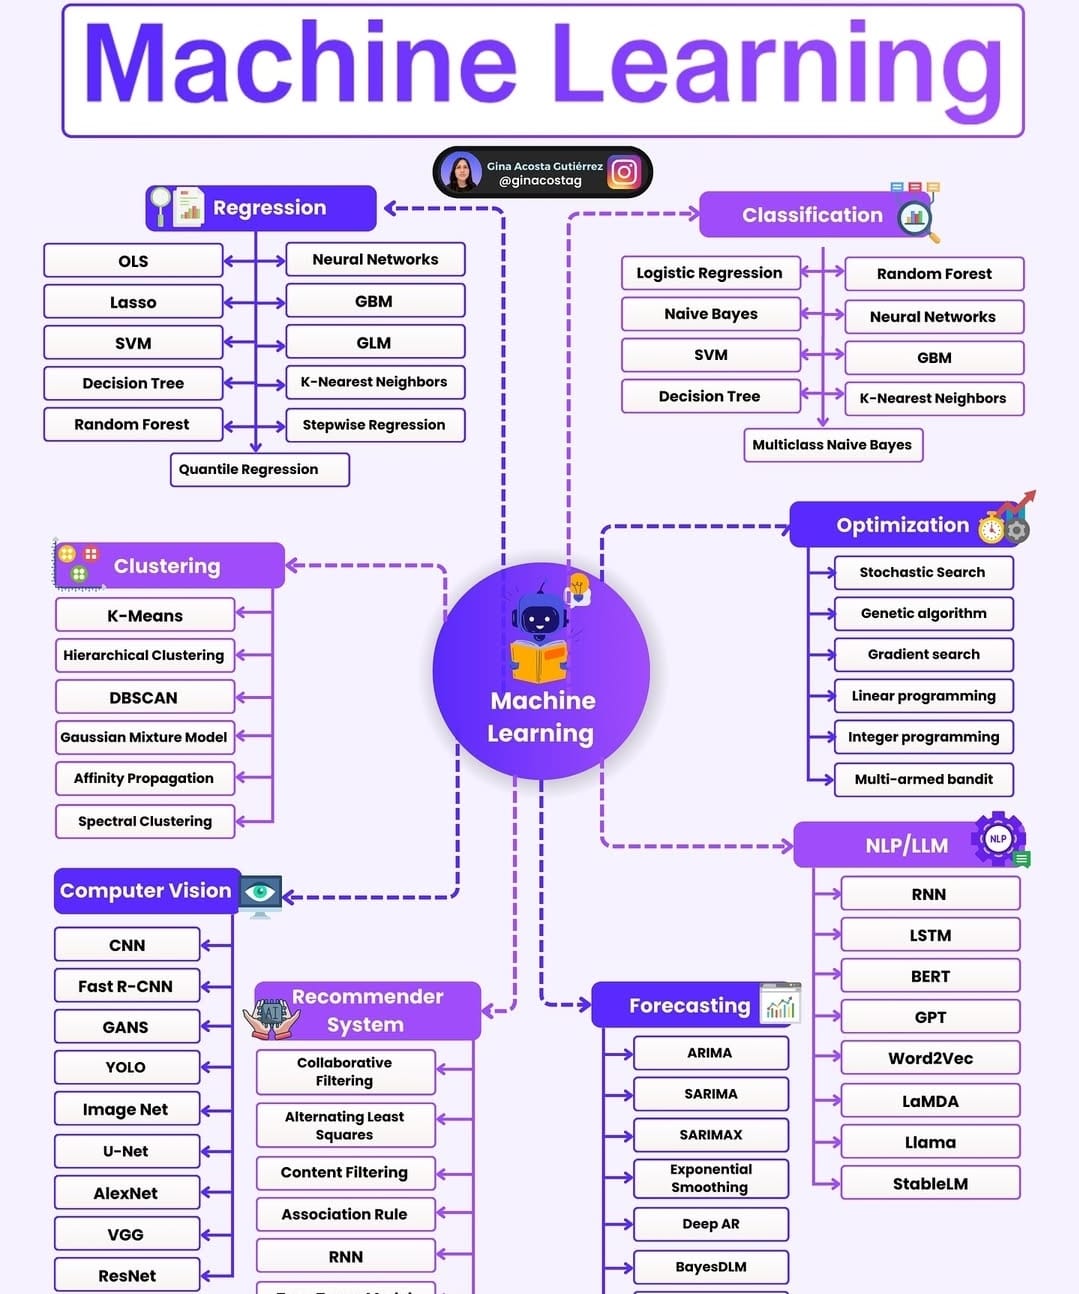 Machine Learning
Gina Acosta Gutiérrez
@ginacostag
Regression
OLS
Neural Networks
Lasso
GBM
SVM
GLM
Decision Tree
K-Nearest Neighbors
Random Forest
Stepwise Regression
Quantile Regression
Classification
Logistic Regression
Random Forest
Naive Bayes
Neural Networks
SVM
GBM
Decision Tree
K-Nearest Neighbors
Multiclass Naive Bayes
Clustering
K-Means
Hierarchical Clustering
DBSCAN
Gaussian Mixture Model
Affinity Propagation
Spectral Clustering
Machine
Learning
Optimization
Stochastic Search
Genetic algorithm
Gradient search
Linear programming
Integer programming
Multi-armed bandit
Computer Vision
CNN
Fast R-CNN
GANS
YOLO
Image Net
U-Net
AlexNet
VGG
ResNet
AI
Recommender
System
Collaborative
Filtering
Alternating Least
Squares
Content Filtering
Association Rule
RNN
Forecasting
ARIMA
SARIMA
SARIMAX
Exponential
Smoothing
Deep AR
BayesDLM
NLP/LLM
NLP
RNN
LSTM
BERT
GPT
Word2Vec
LaMDA
Llama
StableLM